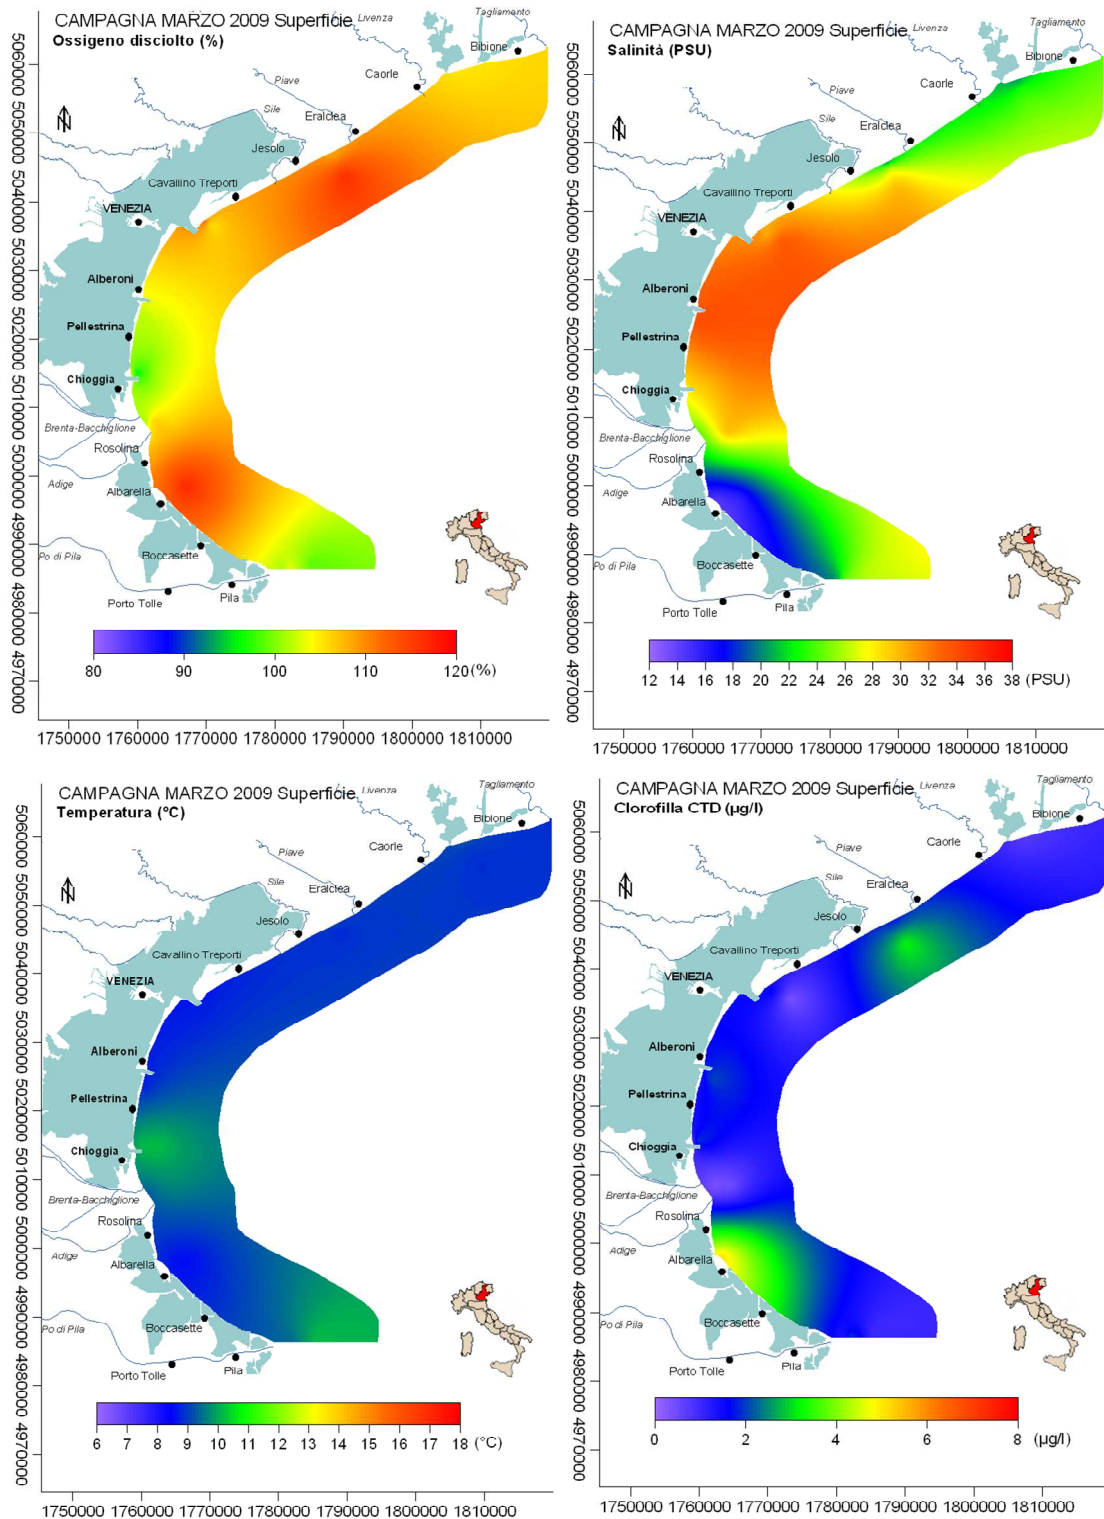 CAMPAGNA MARZO 2009 Superficie
Ossigeno disciolto (%)
Livenza
Tagliamento
Bibione
Caorle
Piave
Eraldea
Sile
Jesolo
Cavallino Treporti
VENEZIA
Alberoni
Pellestrina
Chioggia
Brenta-Bacchiglione
Rosolina
Adige
Albarella
Boccasette
Po di Pila
Porto Tolle
Pila
N
5060000
5050000
5040000
5030000
5020000
5010000
5000000
4990000
4980000
4970000
80 90 100 110 120 (%)
1750000 1760000 1770000 1780000 1790000 1800000 1810000
CAMPAGNA MARZO 2009 Superficie
Salinità (PSU)
Livenza
Tagliamento
Bibione
Caorle
Piave
Eraclea
Sile
Jesolo
Cavallino Treporti
VENEZIA
Alberoni
Pellestrina
Chioggia
Brenta-Bacchiglione
Rosolina
Adige
Albarella
Boccasette
Po di Pila
Porto Tolle
Pila
N
5060000
5050000
5040000
5030000
5020000
5010000
5000000
4990000
4980000
4970000
12 14 16 18 20 22 24 26 28 30 32 34 36 38 (PSU)
1750000 1760000 1770000 1780000 1790000 1800000 1810000
CAMPAGNA MARZO 2009 Superficie
Temperatura (°C)
Livenza
Tagliamento
Bibione
Caorle
Piave
Eraclea
Sile
Jesolo
Cavallino Treporti
VENEZIA
Alberoni
Pellestrina
Chioggia
Brenta-Bacchiglione
Rosolina
Adige
Albarella
Boccasette
Po di Pila
Porto Tolle
Pila
N
5060000
5050000
5040000
5030000
5020000
5010000
5000000
4990000
4980000
4970000
6 7 8 9 10 11 12 13 14 15 16 17 18 (°C)
1750000 1760000 1770000 1780000 1790000 1800000 1810000
CAMPAGNA MARZO 2009 Superficie
Clorofilla CTD (µg/l)
Livenza
Tagliamento
Bibione
Caorle
Piave
Eraclea
Sile
Jesolo
Cavallino Treporti
VENEZIA
Alberoni
Pellestrina
Chioggia
Brenta-Bacchiglione
Rosolina
Adige
Albarella
Boccasette
Po di Pila
Porto Tolle
Pila
N
5060000
5050000
5040000
5030000
5020000
5010000
5000000
4990000
4980000
4970000
0 2 4 6 8 (µg/l)
1750000 1760000 1770000 1780000 1790000 1800000 1810000